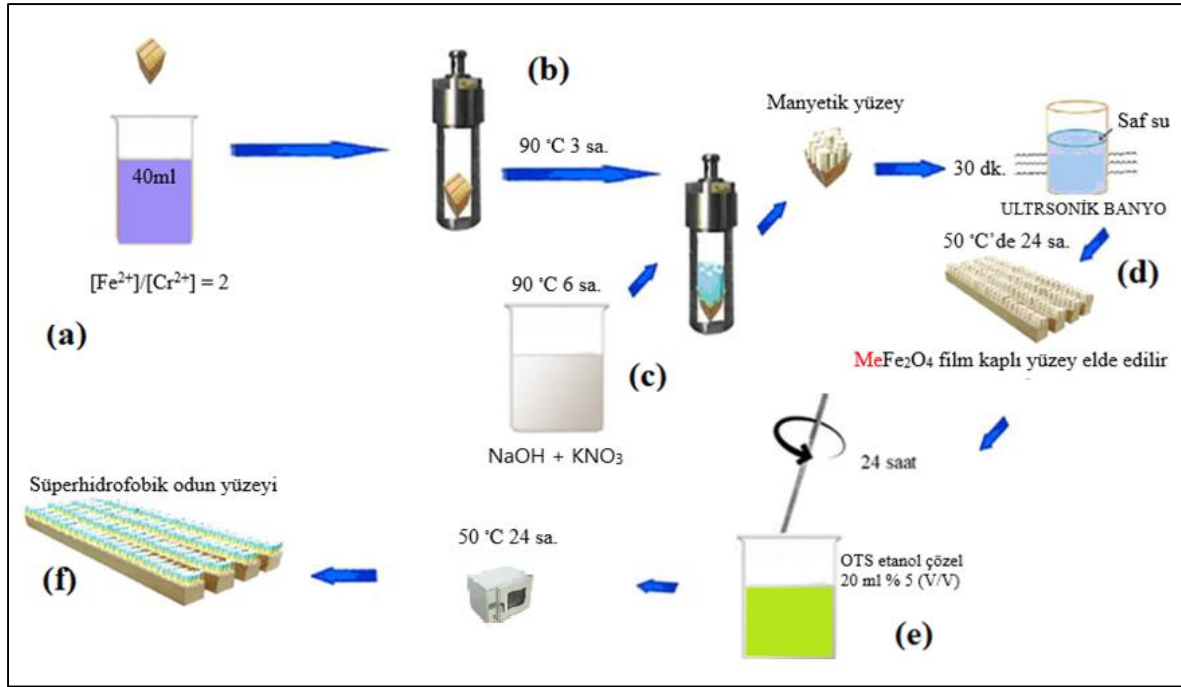 40ml
[Fe²⁺]/[Cr²⁺] = 2
(a)
(b)
90 °C 3 sa.
90 °C 6 sa.
(c)
NaOH + KNO₃
Manyetik yüzey
30 dk.
Saf su
ULTRSONİK BANYO
50 °C'de 24 sa.
(d)
MeFe₂O₄ film kaplı yüzey elde edilir
24 saat
OTS etanol çözel
20 ml % 5 (V/V)
(e)
50 °C 24 sa.
Süperhidrofobik odun yüzeyi
(f)